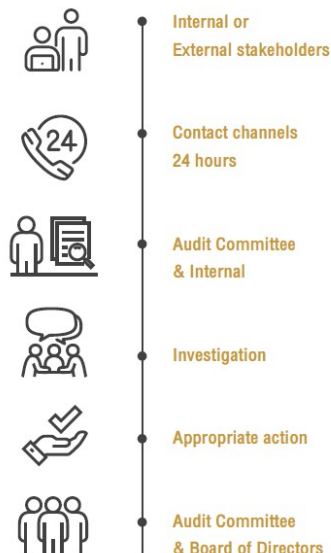 Internal or
External stakeholders
24
Contact channels
24 hours
Audit Committee
& Internal
Investigation
Appropriate action
Audit Committee
& Board of Directors